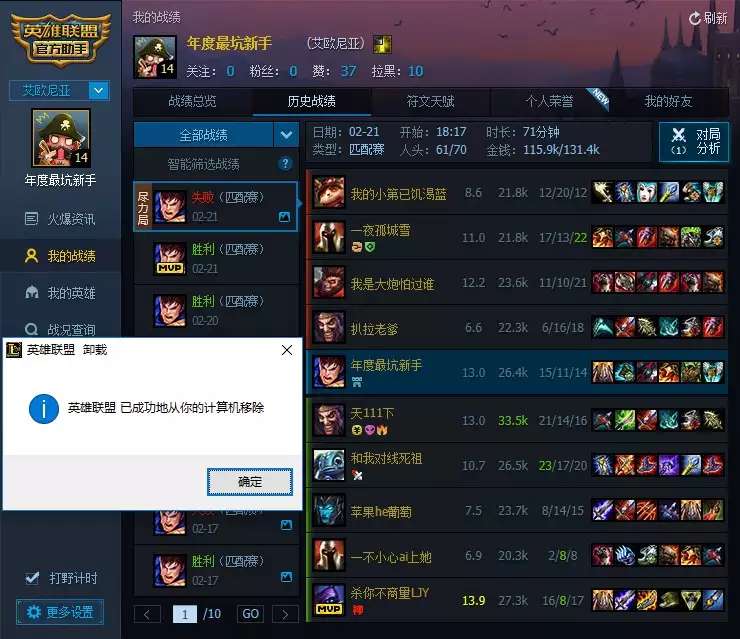 英雄联盟
官方助手
艾欧尼亚
14
年度最坑新手
火爆资讯
我的战绩
我的英雄
战况查询
打野计时
更多设置
我的战绩
刷新
14
年度最坑新手 (艾欧尼亚)
关注: 0 粉丝: 0 赞: 37 拉黑: 10
战绩总览 历史战绩 符文天赋 个人荣誉 NEW 我的好友
全部战绩
智能筛选战绩 ?
尽力局 失败 (匹配赛)
02-21
胜利 (匹配赛)
MVP 02-21
胜利 (匹配赛)
02-20
02-17
胜利 (匹配赛)
02-17
1 /10 GO
日期: 02-21 开始: 18:17 时长: 71分钟
类型: 匹配赛 人头: 61/70 金钱: 115.9k/131.4k
(1) 对局分析
我的小第已饥渴蓝 8.6 21.8k 12/20/12
一夜孤城雪 11.0 21.8k 17/13/22
我是大炮怕过谁 12.2 23.6k 11/10/21
扒拉老爹 6.6 22.3k 6/16/18
年度最坑新手 13.0 26.4k 15/11/14
天111下 13.0 33.5k 21/14/16
和我对线死祖 10.7 26.5k 23/17/20
苹果he葡萄 7.5 23.7k 8/14/15
一不小心ai上她 6.9 20.3k 2/8/8
杀你不商量LJY 13.9 27.3k 16/8/17
MVP
英雄联盟 卸载
英雄联盟 已成功地从你的计算机移除
确定